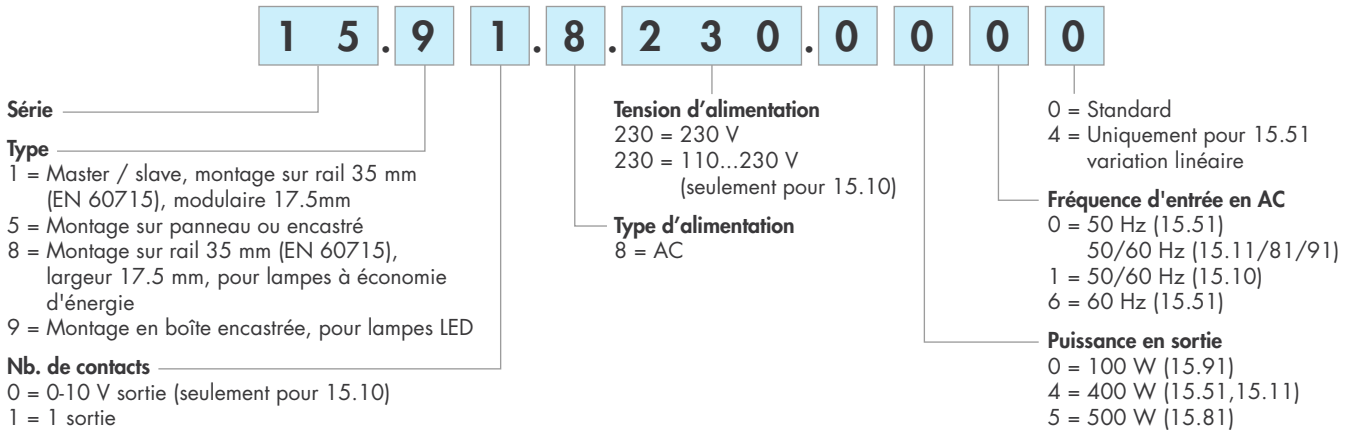 1 5 . 9 1 . 8 . 2 3 0 . 0 0 0 0
Série
Type
1 = Master / slave, montage sur rail 35 mm
(EN 60715), modulaire 17.5mm
5 = Montage sur panneau ou encastré
8 = Montage sur rail 35 mm (EN 60715),
largeur 17.5 mm, pour lampes à économie
d'énergie
9 = Montage en boîte encastrée, pour lampes LED
Nb. de contacts
0 = 0-10 V sortie (seulement pour 15.10)
1 = 1 sortie
Tension d’alimentation
230 = 230 V
230 = 110...230 V
(seulement pour 15.10)
Type d’alimentation
8 = AC
0 = Standard
4 = Uniquement pour 15.51
variation linéaire
Fréquence d'entrée en AC
0 = 50 Hz (15.51)
50/60 Hz (15.11/81/91)
1 = 50/60 Hz (15.10)
6 = 60 Hz (15.51)
Puissance en sortie
0 = 100 W (15.91)
4 = 400 W (15.51,15.11)
5 = 500 W (15.81)